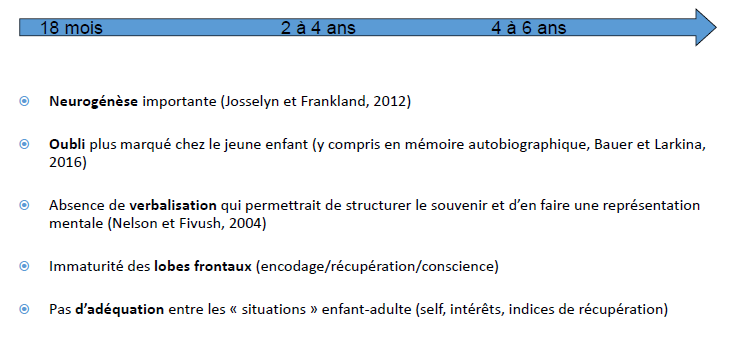 18 mois 2 à 4 ans 4 à 6 ans
Neurogénèse importante (Josselyn et Frankland, 2012)
Oubli plus marqué chez le jeune enfant (y compris en mémoire autobiographique, Bauer et Larkina,
2016)
Absence de verbalisation qui permettrait de structurer le souvenir et d’en faire une représentation
mentale (Nelson et Fivush, 2004)
Immaturité des lobes frontaux (encodage/récupération/conscience)
Pas d’adéquation entre les « situations » enfant-adulte (self, intérêts, indices de récupération)